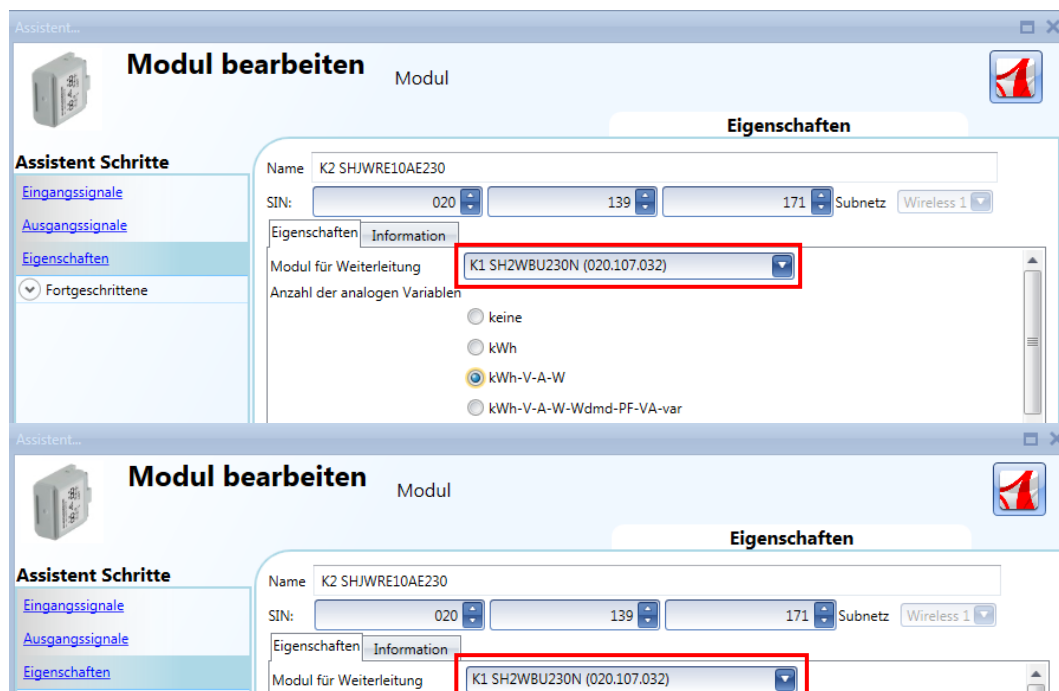 Assistent...
Modul bearbeiten Modul
Eigenschaften
Assistent Schritte
Eingangssignale
Ausgangssignale
Eigenschaften
Fortgeschrittene
Name K2 SHJWRE10AE230
SIN: 020 139 171 Subnetz Wireless 1
Eigenschaften Information
Modul für Weiterleitung K1 SH2WBU230N (020.107.032)
Anzahl der analogen Variablen
keine
kWh
kWh-V-A-W
kWh-V-A-W-Wdmd-PF-VA-var
Assistent...
Modul bearbeiten Modul
Eigenschaften
Assistent Schritte
Eingangssignale
Ausgangssignale
Eigenschaften
Name K2 SHJWRE10AE230
SIN: 020 139 171 Subnetz Wireless 1
Eigenschaften Information
Modul für Weiterleitung K1 SH2WBU230N (020.107.032)